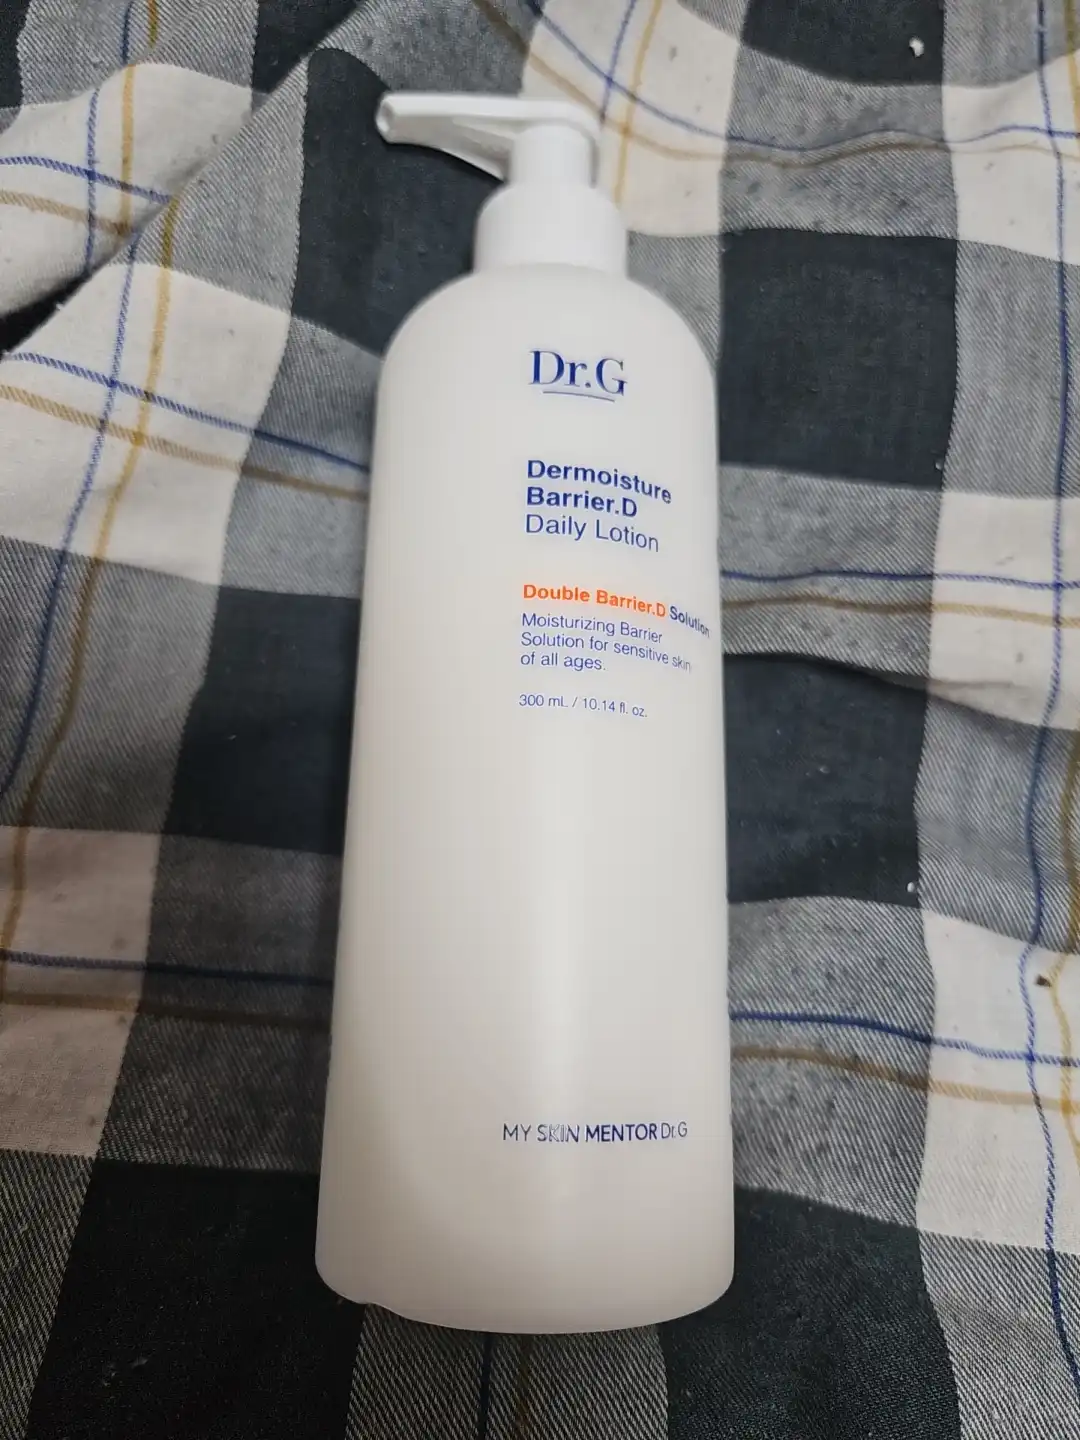 Dr.G
Dermoisture
Barrier.D
Daily Lotion
Double Barrier.D Solution
Moisturizing Barrier
Solution for sensitive skin
of all ages.
300 mL / 10.14 fl. oz.
MY SKIN MENTOR Dr.G